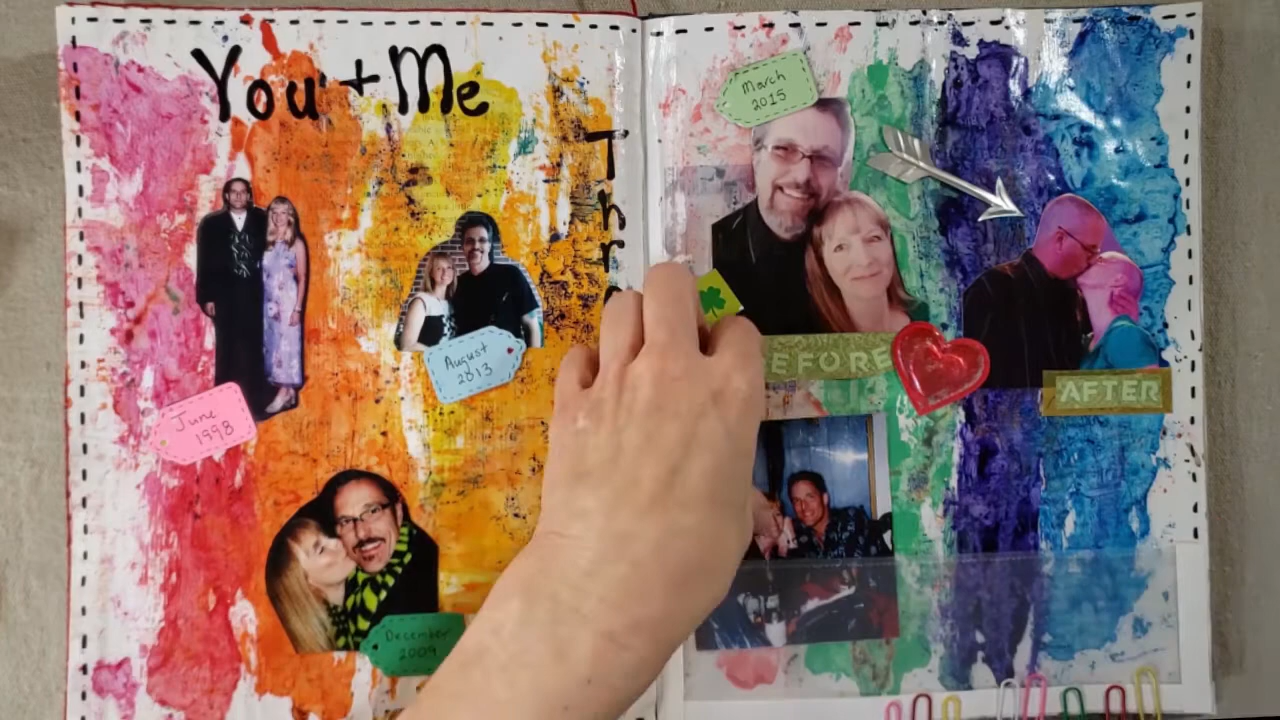 You + Me
Thr
June
1998
August
2013
December
2009
March
2015
EFORE
AFTER